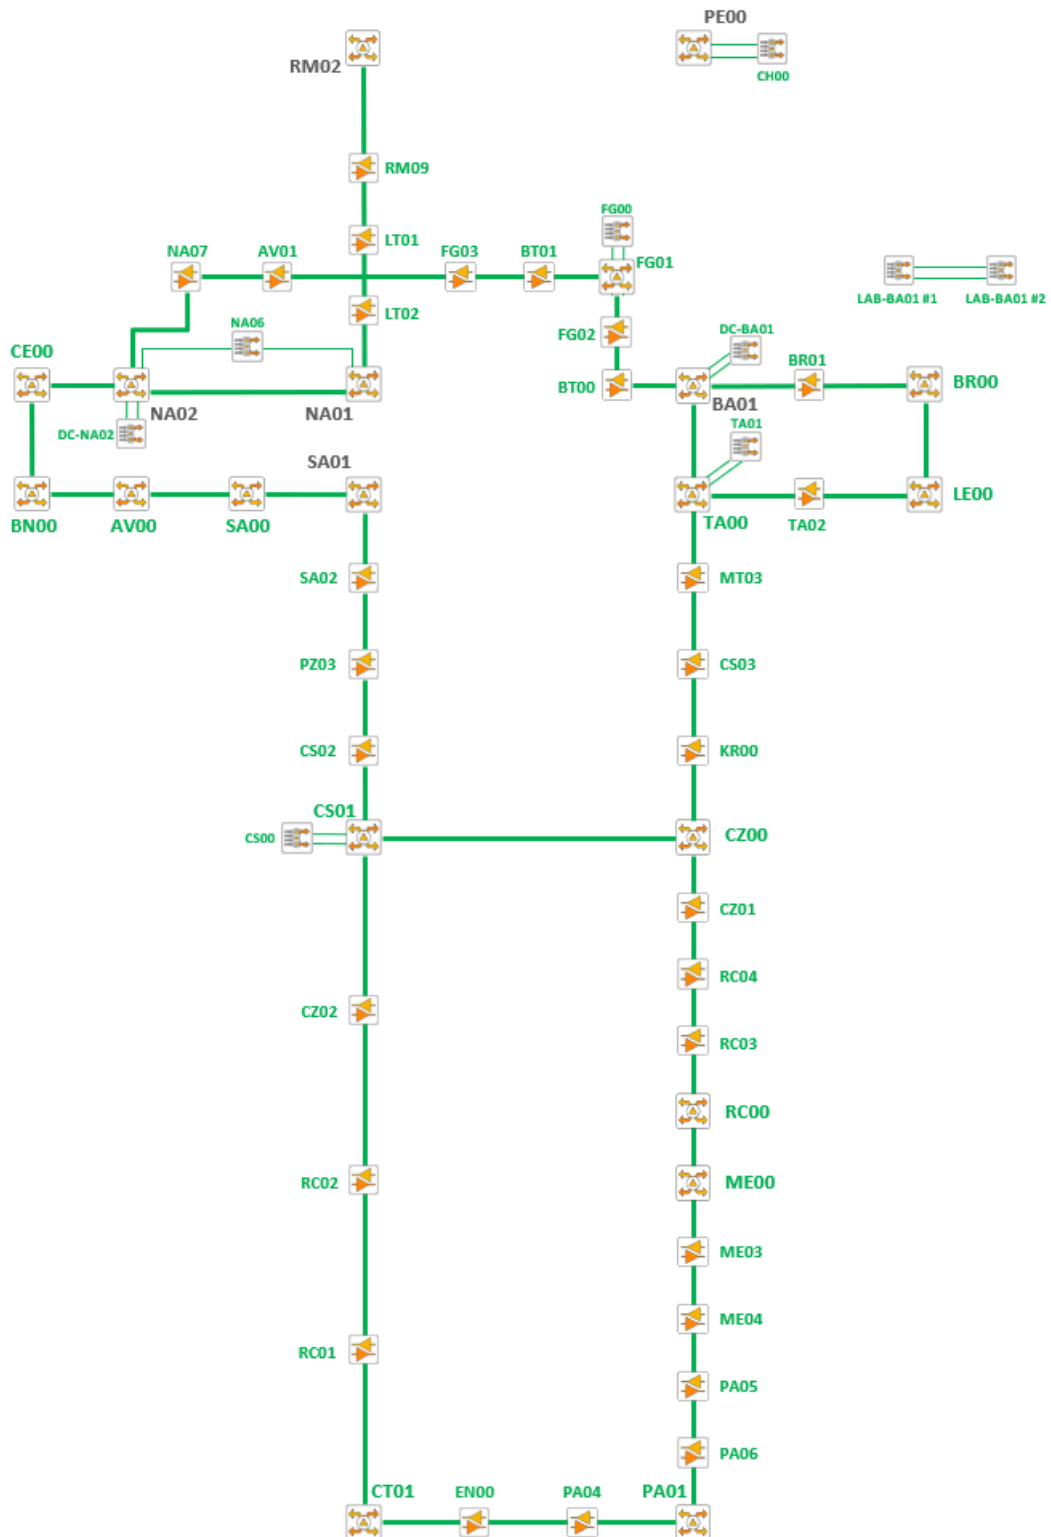 PE00
RM02
CH00
RM09
FG00
LT01
NA07
AV01
FG03
BT01
FG01
LAB-BA01 #1
LAB-BA01 #2
LT02
NA06
FG02
DC-BA01
CE00
BR01
BR00
BT00
BA01
NA02
NA01
DC-NA02
TA01
SA01
BN00
AV00
SA00
TA00
TA02
LE00
SA02
MT03
PZ03
CS03
CS02
KR00
CS01
CS00
CZ00
CZ01
RC04
CZ02
RC03
RC00
RC02
ME00
ME03
ME04
RC01
PA05
PA06
CT01
EN00
PA04
PA01